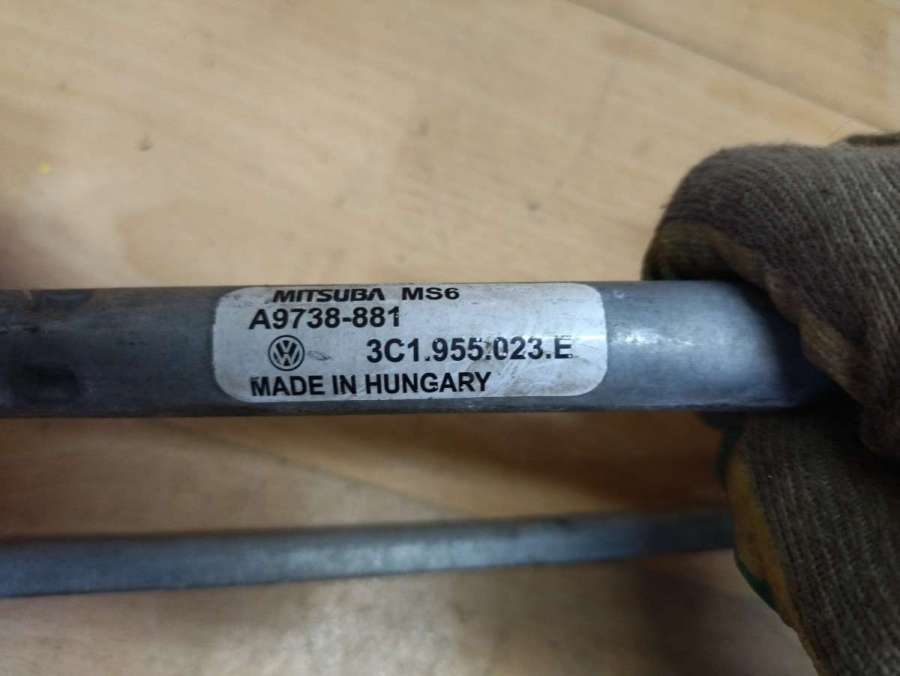 MITSUBA MS6
A9738-881
3C1.955.023.E
MADE IN HUNGARY